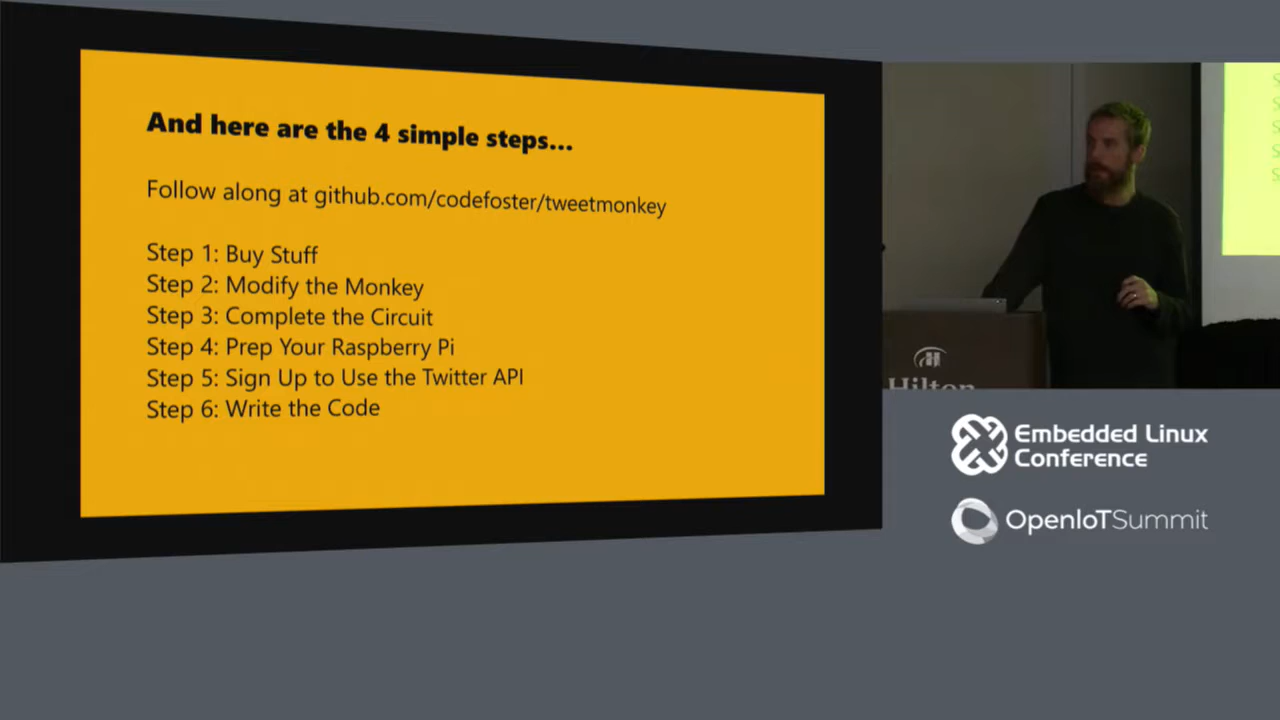 And here are the 4 simple steps...
Follow along at github.com/codefoster/tweetmonkey
Step 1: Buy Stuff
Step 2: Modify the Monkey
Step 3: Complete the Circuit
Step 4: Prep Your Raspberry Pi
Step 5: Sign Up to Use the Twitter API
Step 6: Write the Code
Hilton
Embedded Linux
Conference
OpenIoTSummit